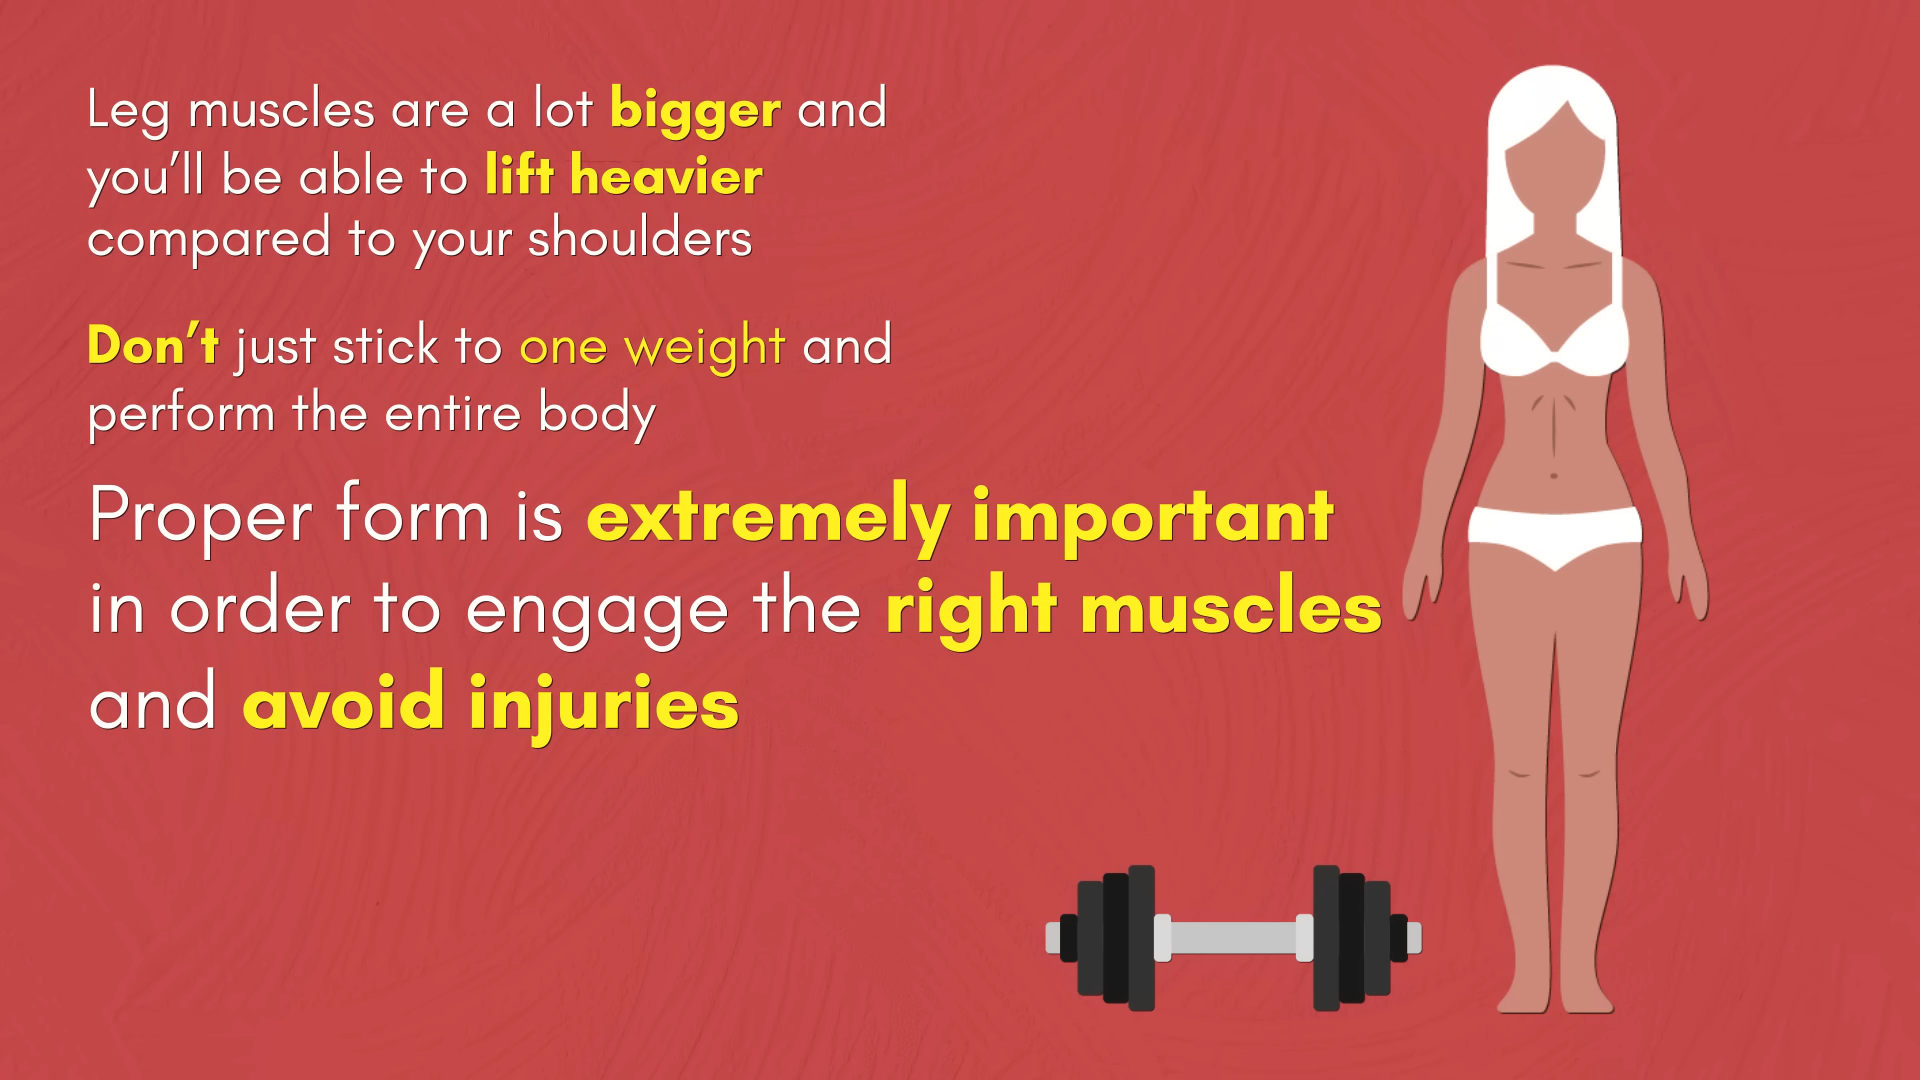 Leg muscles are a lot bigger and
you’ll be able to lift heavier
compared to your shoulders
Don’t just stick to one weight and
perform the entire body
Proper form is extremely important
in order to engage the right muscles
and avoid injuries